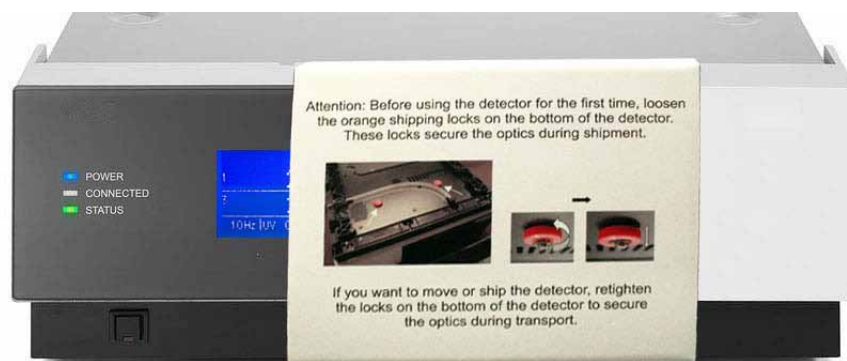 POWER
CONNECTED
STATUS
1
3
10Hz UV
Attention: Before using the detector for the first time, loosen
the orange shipping locks on the bottom of the detector.
These locks secure the optics during shipment.
If you want to move or ship the detector, retighten
the locks on the bottom of the detector to secure
the optics during transport.